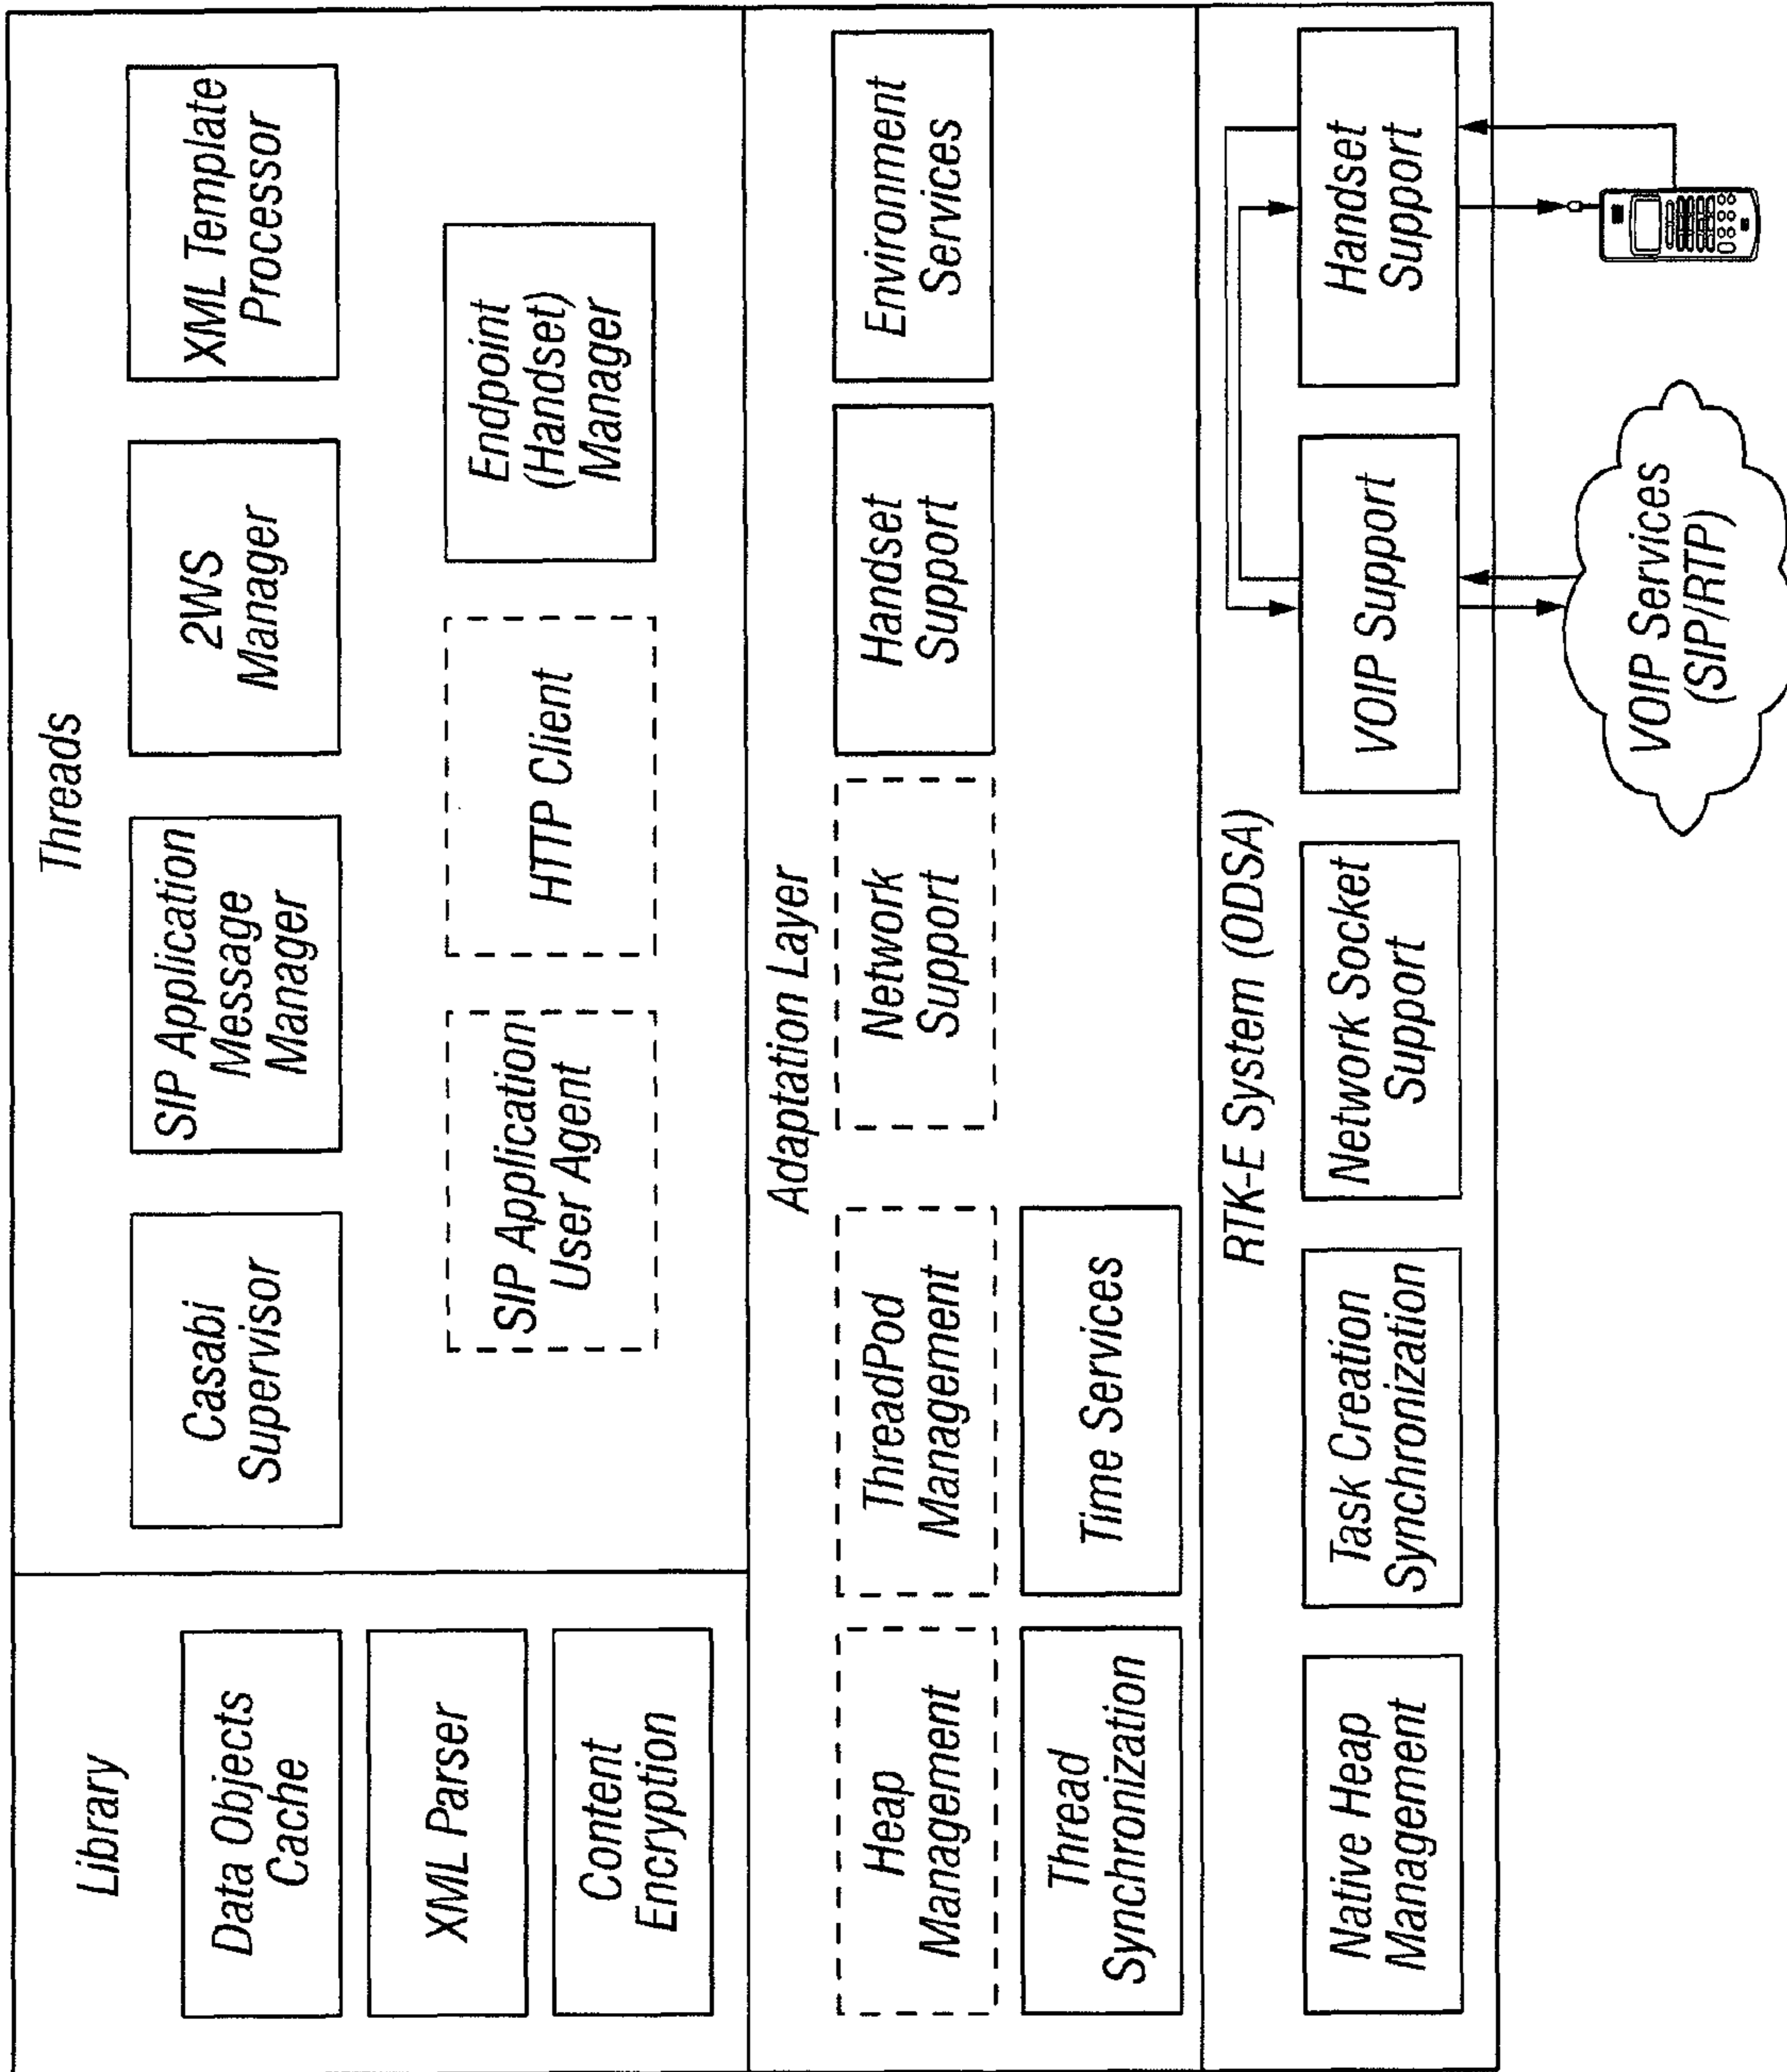 Library
Data Objects
Cache
XML Parser
Content
Encryption
Threads
Casabi
Supervisor
SIP Application
Message
Manager
2WS
Manager
XML Template
Processor
SIP Application
User Agent
HTTP Client
Endpoint
(Handset)
Manager
Adaptation Layer
Heap
Management
ThreadPod
Management
Network
Support
Handset
Support
Environment
Services
Thread
Synchronization
Time Services
RTK-E System (ODSA)
Native Heap
Management
Task Creation
Synchronization
Network Socket
Support
VOIP Support
Handset
Support
VOIP Services
(SIP/RTP)